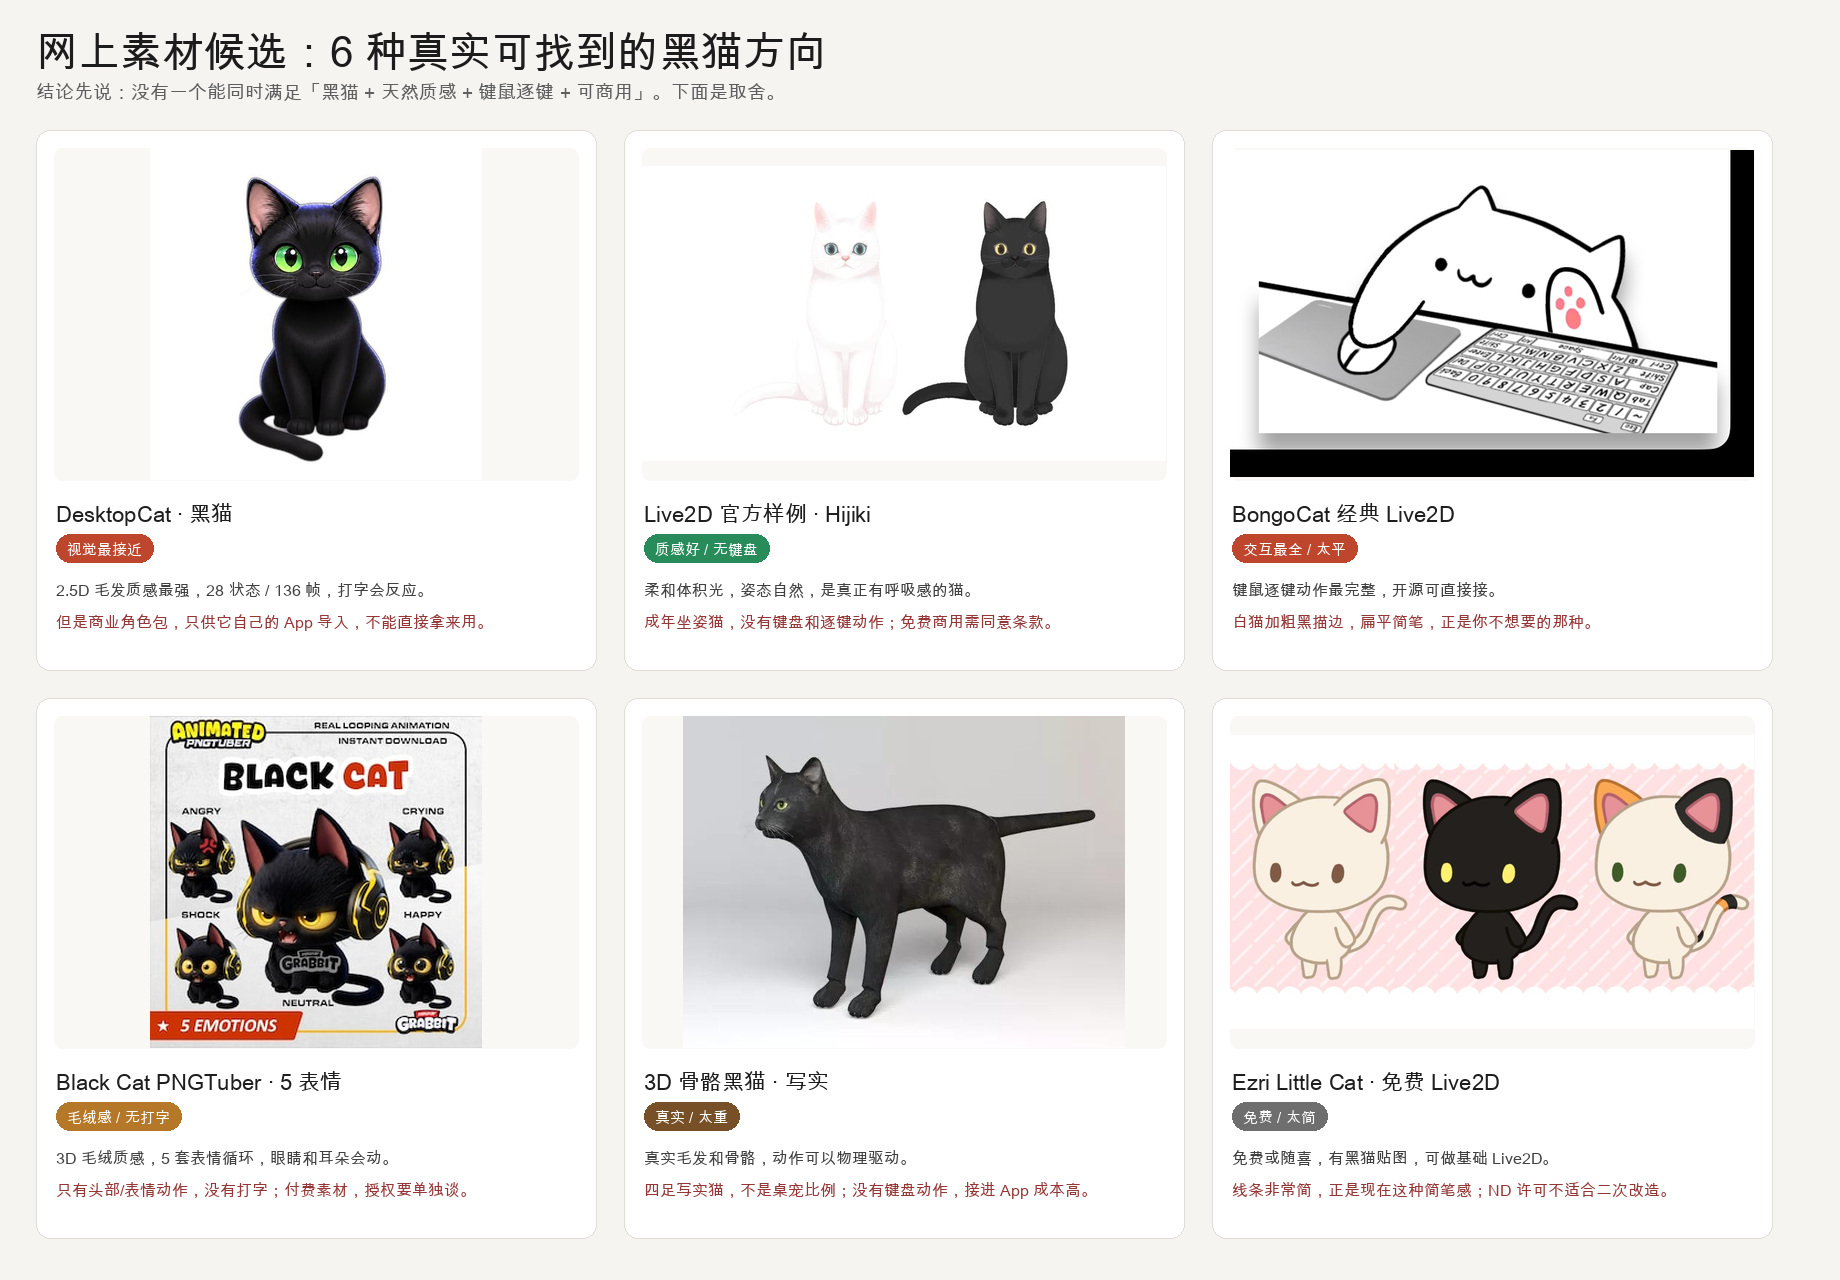 网上素材候选：6 种真实可找到的黑猫方向
结论先说：没有一个能同时满足「黑猫 + 天然质感 + 键鼠逐键 + 可商用」。下面是取舍。
DesktopCat · 黑猫
视觉最接近
2.5D 毛发质感最强，28 状态 / 136 帧，打字会反应。
但是商业角色包，只供它自己的 App 导入，不能直接拿来用。
Live2D 官方样例 · Hijiki
质感好 / 无键盘
柔和体积光，姿态自然，是真正有呼吸感的猫。
成年坐姿猫，没有键盘和逐键动作；免费商用需同意条款。
BongoCat 经典 Live2D
交互最全 / 太平
键鼠逐键动作最完整，开源可直接接。
白猫加粗黑描边，扁平简笔，正是你不想要的那种。
ANIMATED
PNGTUBER
REAL LOOPING ANIMATION
INSTANT DOWNLOAD
BLACK CAT
ANGRY
CRYING
SHOCK
HAPPY
GRABBIT
NEUTRAL
★ 5 EMOTIONS
GRABBIT
Black Cat PNGTuber · 5 表情
毛绒感 / 无打字
3D 毛绒质感，5 套表情循环，眼睛和耳朵会动。
只有头部/表情动作，没有打字；付费素材，授权要单独谈。
3D 骨骼黑猫 · 写实
真实 / 太重
真实毛发和骨骼，动作可以物理驱动。
四足写实猫，不是桌宠比例；没有键盘动作，接进 App 成本高。
Ezri Little Cat · 免费 Live2D
免费 / 太简
免费或随喜，有黑猫贴图，可做基础 Live2D。
线条非常简，正是现在这种简笔感；ND 许可不适合二次改造。